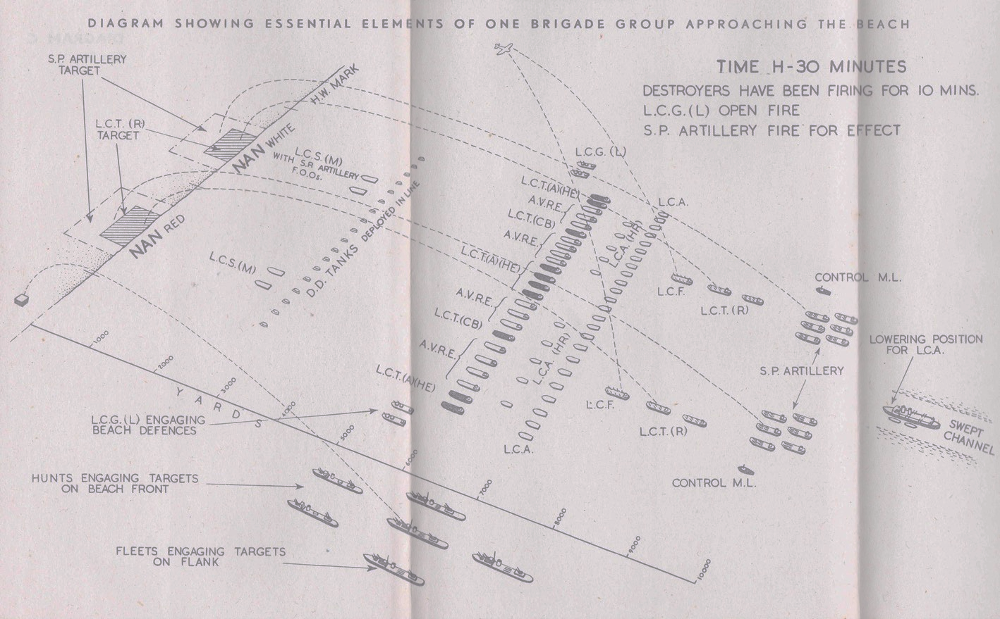 DIAGRAM SHOWING ESSENTIAL ELEMENTS OF ONE BRIGADE GROUP APPROACHING THE BEACH
TIME H-30 MINUTES
DESTROYERS HAVE BEEN FIRING FOR 10 MINS.
L.C.G.(L) OPEN FIRE
S.P. ARTILLERY FIRE FOR EFFECT
S.P. ARTILLERY
TARGET
L.C.T. (R)
TARGET
H.W. MARK
NAN WHITE
NAN RED
L.C.S.(M)
WITH S.P. ARTILLERY
F.O.Os.
D.D. TANKS DEPLOYED IN LINE
L.C.S.(M)
L.C.G. (L)
L.C.T.(A)(HE)
A.V.R.E.
L.C.T.(CB)
A.V.R.E.
L.C.T.(A)(HE)
A.V.R.E.
L.C.T.(CB)
A.V.R.E.
L.C.T.(A)(HE)
L.C.A.
L.C.A.(HR)
L.C.A.(HR)
L.C.A.
L.C.F.
L.C.T.(R)
CONTROL M.L.
S.P. ARTILLERY
LOWERING POSITION
FOR L.C.A.
SWEPT
CHANNEL
L.C.F.
L.C.T.(R)
CONTROL M.L.
L.C.G.(L) ENGAGING
BEACH DEFENCES
HUNTS ENGAGING TARGETS
ON BEACH FRONT
FLEETS ENGAGING TARGETS
ON FLANK
YARDS
1000
2000
3000
4000
5000
6000
7000
8000
9000
10000